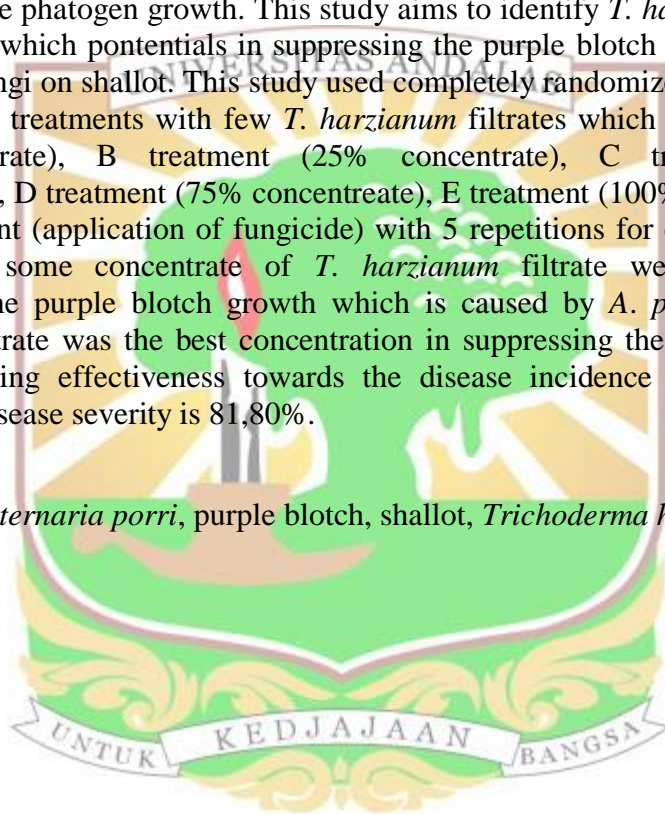 e phatogen growth. This study aims to identify T. ha
which pontentials in suppressing the purple blotch
ngi on shallot. This study used completely randomize
treatments with few T. harzianum filtrates which
rate), B treatment (25% concentrate), C tr
, D treatment (75% concentreate), E treatment (100%
nt (application of fungicide) with 5 repetitions for
some concentrate of T. harzianum filtrate we
ne purple blotch growth which is caused by A. p
trate was the best concentration in suppressing the
ing effectiveness towards the disease incidence
sease severity is 81,80%.
ternaria porri, purple blotch, shallot, Trichoderma h
UNIVERSITAS ANDALAS
UNTUK KEDJAJAAN BANGSA